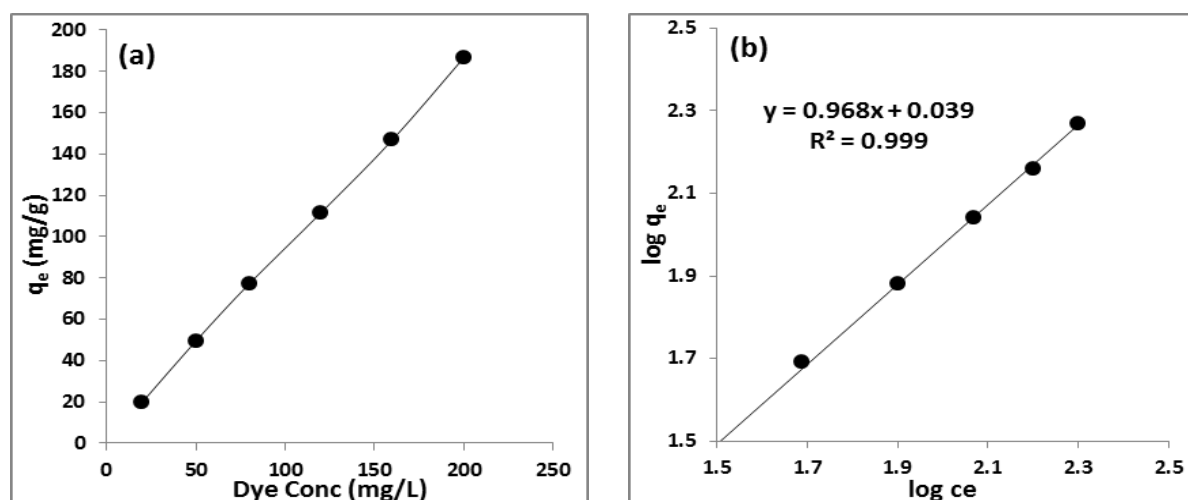 (a)
200
180
160
140
120
100
80
60
40
20
0
qₑ (mg/g)
0 50 100 150 200 250
Dye Conc (mg/L)
(b)
y = 0.968x + 0.039
R² = 0.999
2.5
2.3
2.1
1.9
1.7
1.5
log qₑ
1.5 1.7 1.9 2.1 2.3 2.5
log ce